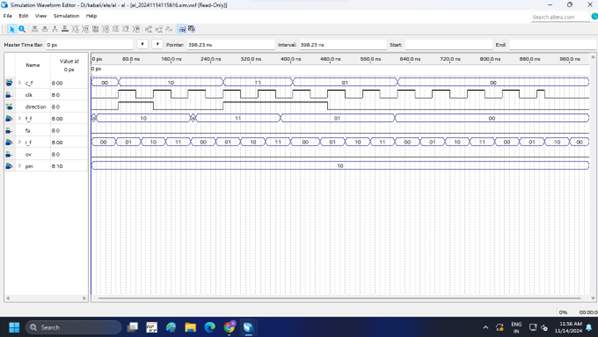 Simulation Waveform Editor - D:/kabali/ele/al - el - [el_20241114115616.sim.vwf (Read-Only)]
File Edit View Simulation Help
Search altera.com
Master Time Bar: 0 ps Pointer: 398.23 ns Interval: 398.23 ns Start: End:
Name Value at 0 ps
0 ps 80.0 ns 160.0 ns 240.0 ns 320.0 ns 400.0 ns 480.0 ns 560.0 ns 640.0 ns 720.0 ns 800.0 ns 880.0 ns 960.0 ns
0 ps
c_f B 00 00 10 11 01 00
clk B 0
direction B 0
f_f B 00 10 11 01 00
fa B 0
r_f B 00 00 01 10 11 00 01 10 11 00 01 10 11 00 01 10 11 00 01 10 00
ov B 0
pin B 10 10
0% 00:00:0
Search
ENG
IN
11:56 AM
11/14/2024